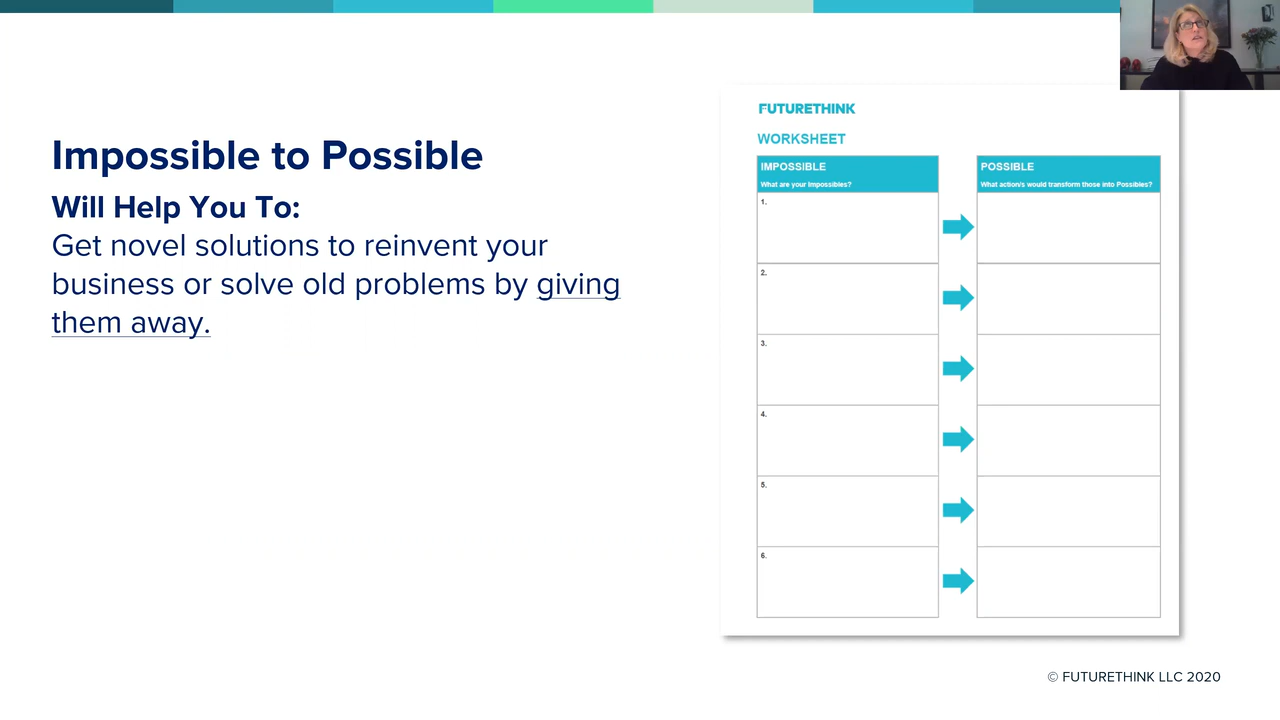 Impossible to Possible
Will Help You To:
Get novel solutions to reinvent your
business or solve old problems by giving
them away.
FUTURETHINK
WORKSHEET
IMPOSSIBLE
What are your Impossibles?
POSSIBLE
What action/s would transform those into Possibles?
1.
2.
3.
4.
5.
6.
© FUTURETHINK LLC 2020